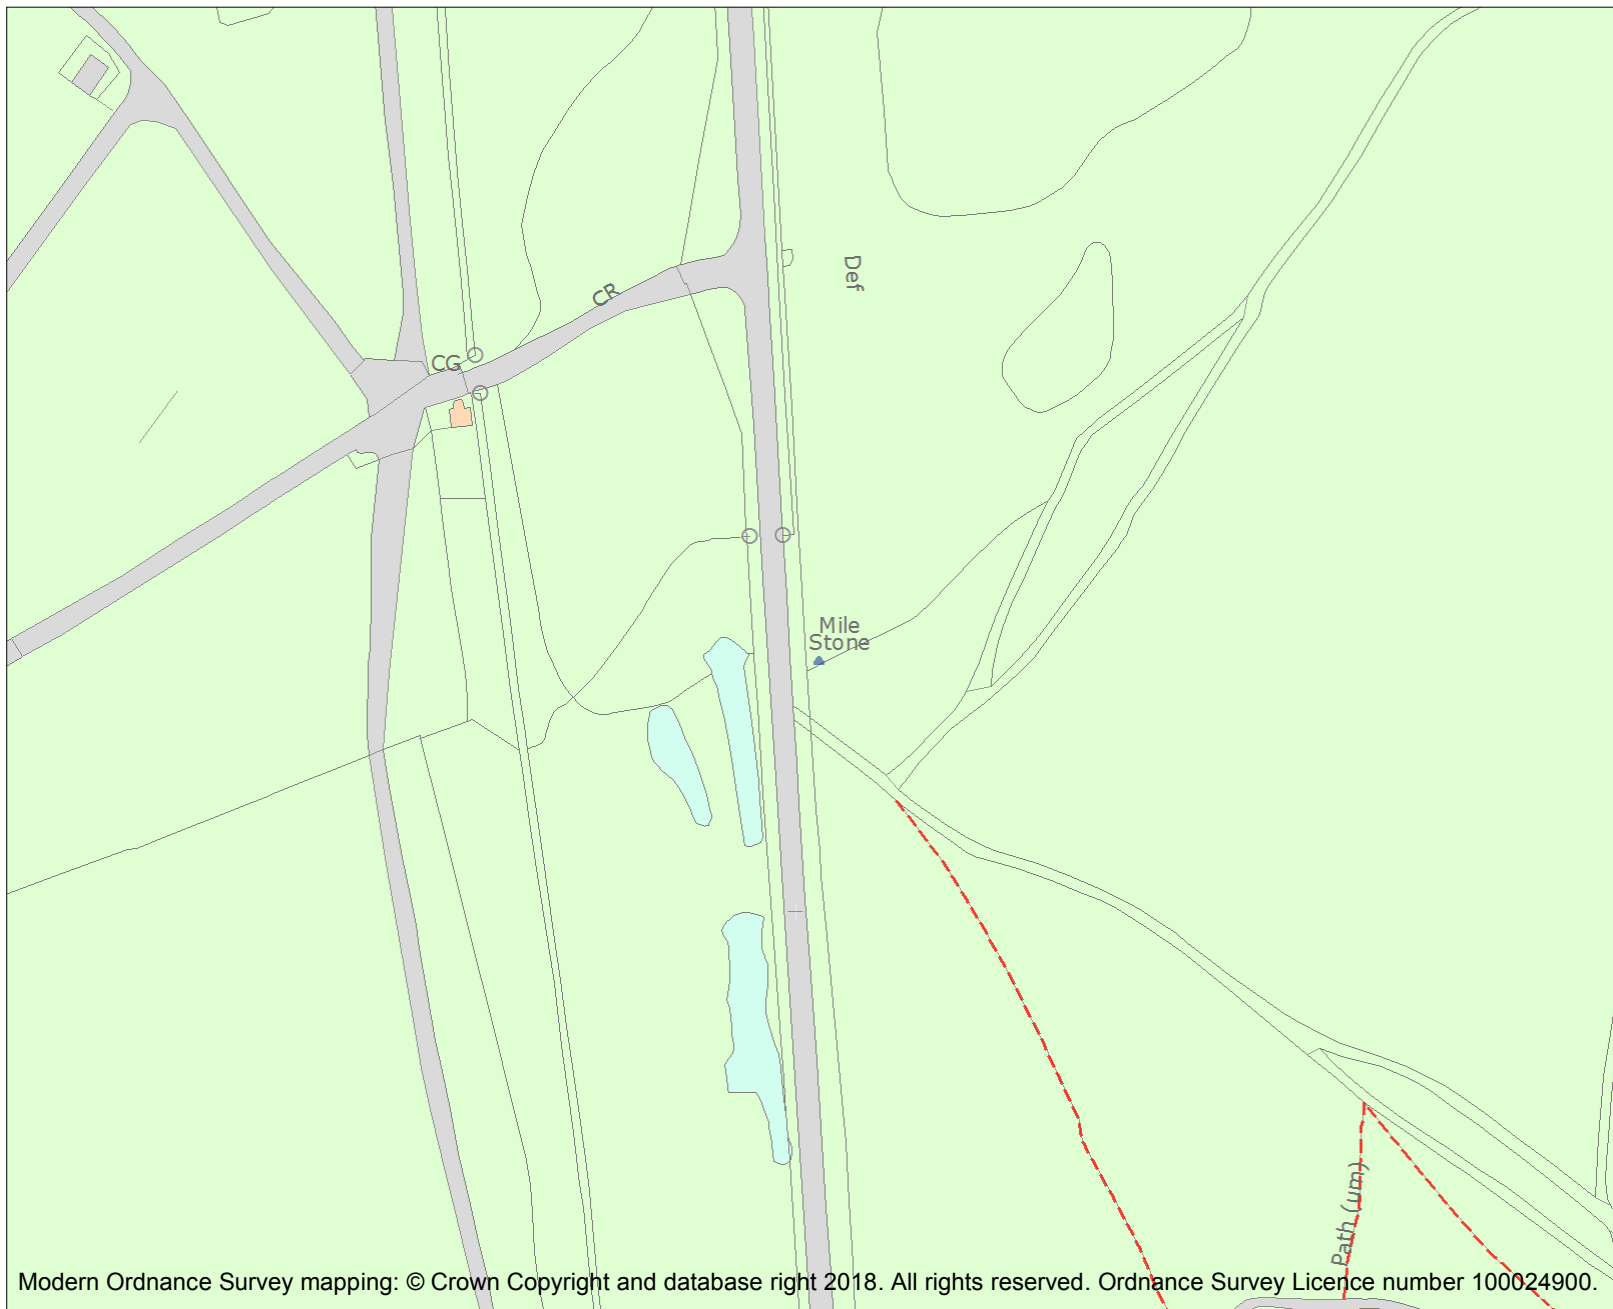 Def
CR
CG
Mile
Stone
Path (um)
Modern Ordnance Survey mapping: © Crown Copyright and database right 2018. All rights reserved. Ordnance Survey Licence number 100024900.